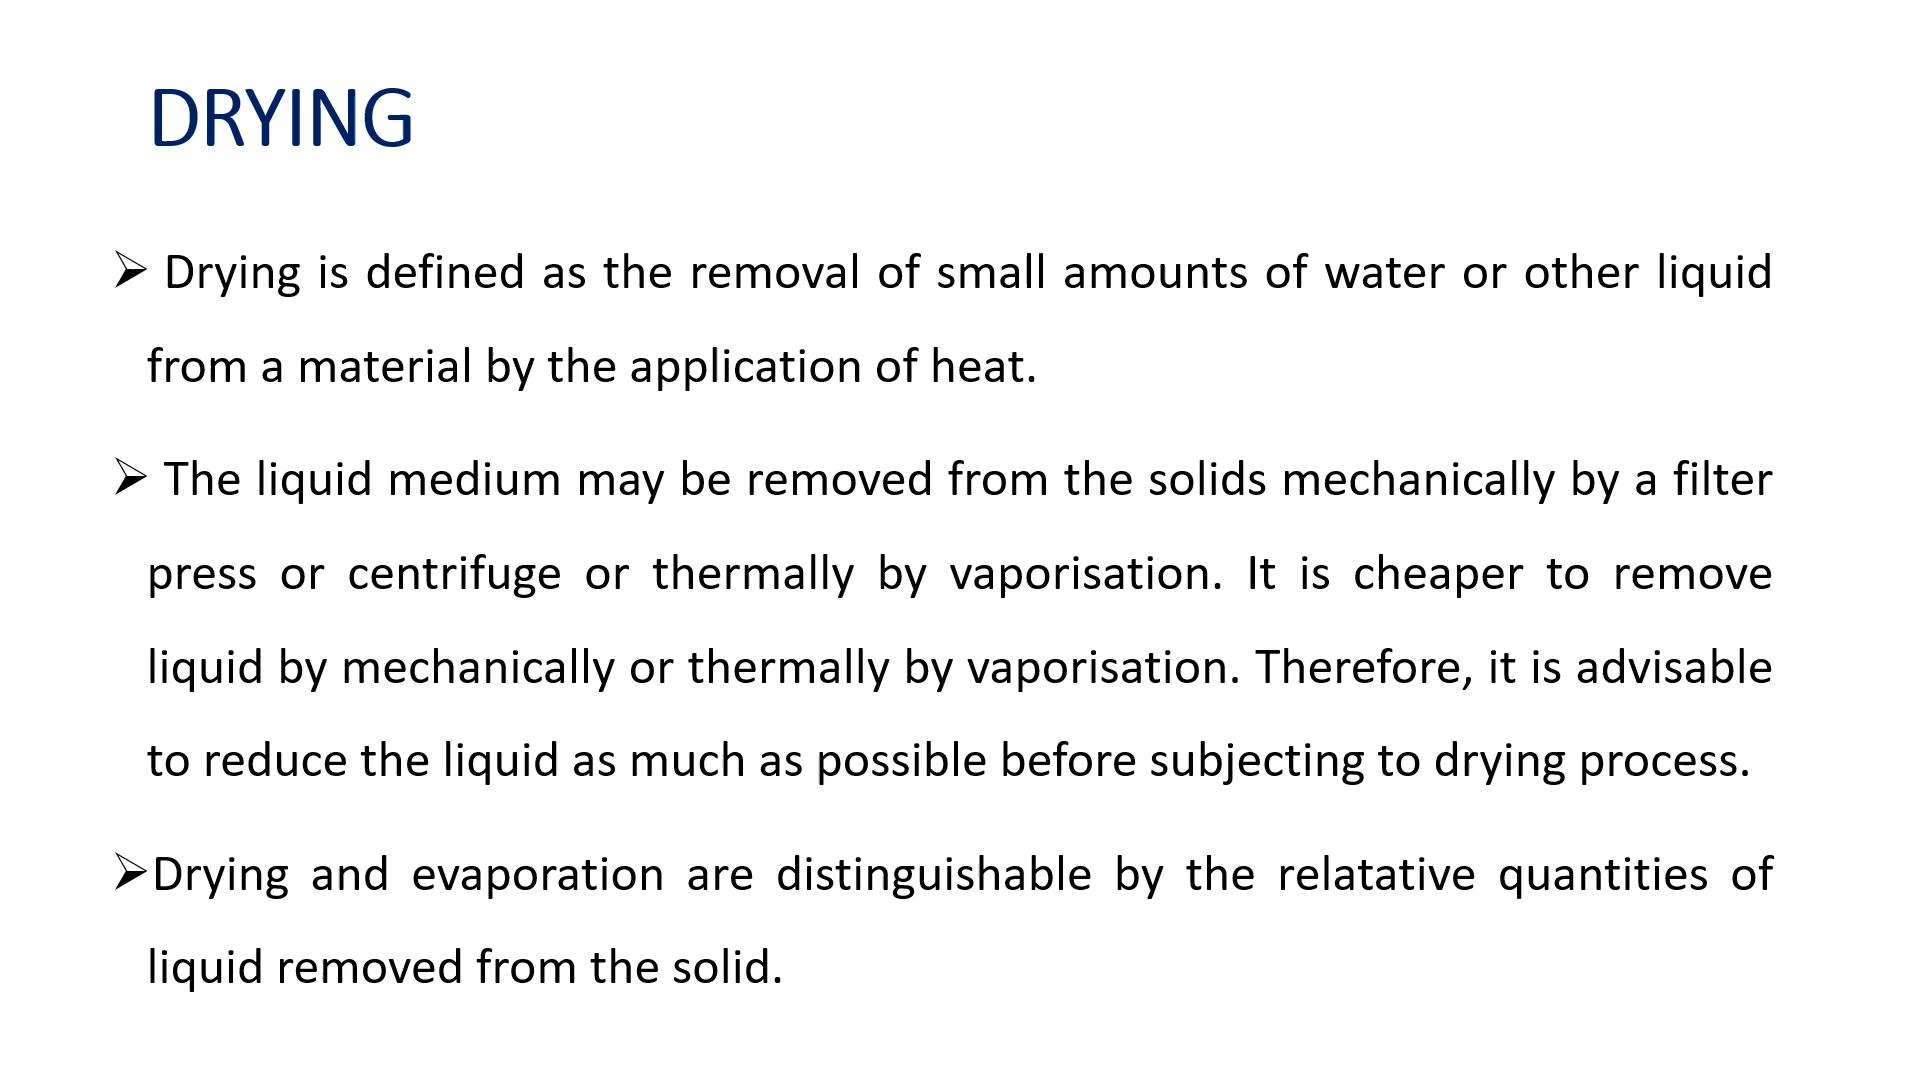 DRYING
➢ Drying is defined as the removal of small amounts of water or other liquid
from a material by the application of heat.
➢ The liquid medium may be removed from the solids mechanically by a filter
press or centrifuge or thermally by vaporisation. It is cheaper to remove
liquid by mechanically or thermally by vaporisation. Therefore, it is advisable
to reduce the liquid as much as possible before subjecting to drying process.
➢Drying and evaporation are distinguishable by the relatative quantities of
liquid removed from the solid.